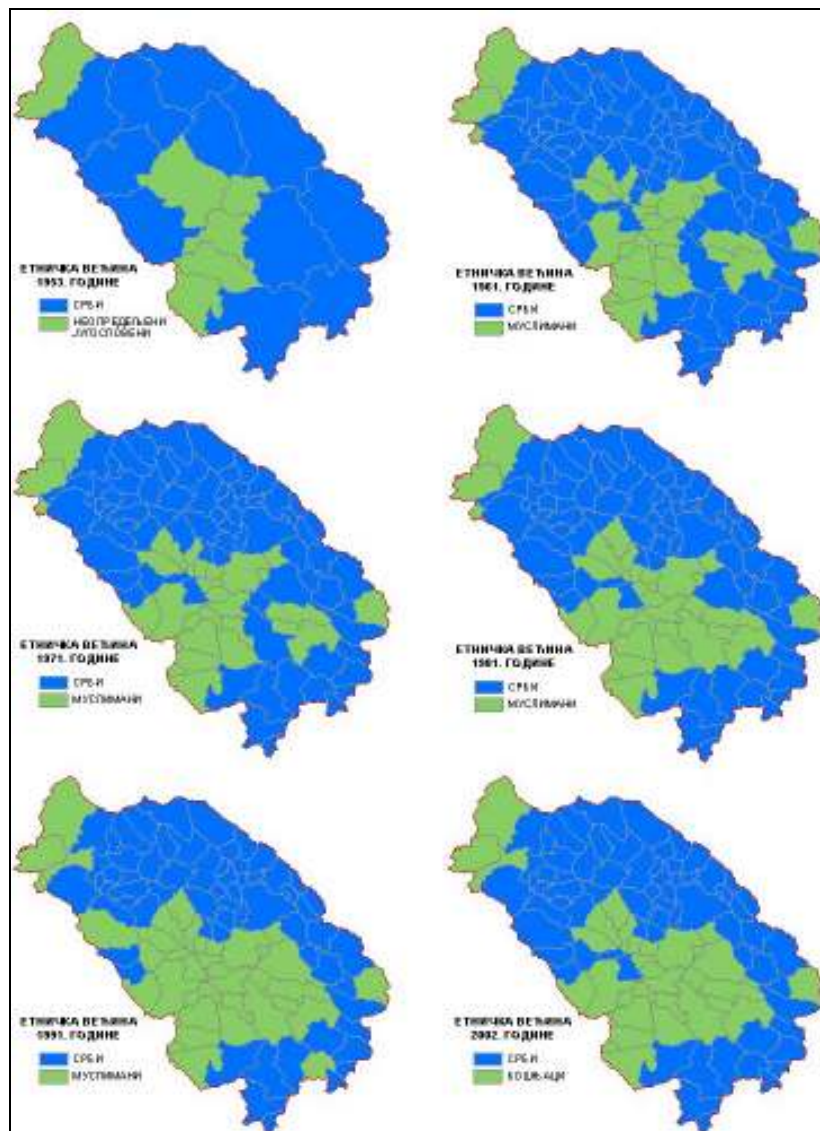 ЕТНИЧКА ВЕЋИНА
1953. ГОДИНЕ
СРБИ
НЕОПРЕДЕЉЕНИ
ЈУГОСЛОВЕНИ
ЕТНИЧКА ВЕЋИНА
1961. ГОДИНЕ
СРБИ
МУСЛИМАНИ
ЕТНИЧКА ВЕЋИНА
1971. ГОДИНЕ
СРБИ
МУСЛИМАНИ
ЕТНИЧКА ВЕЋИНА
1981. ГОДИНЕ
СРБИ
МУСЛИМАНИ
ЕТНИЧКА ВЕЋИНА
1991. ГОДИНЕ
СРБИ
МУСЛИМАНИ
ЕТНИЧКА ВЕЋИНА
2002. ГОДИНЕ
СРБИ
БОШЊАЦИ